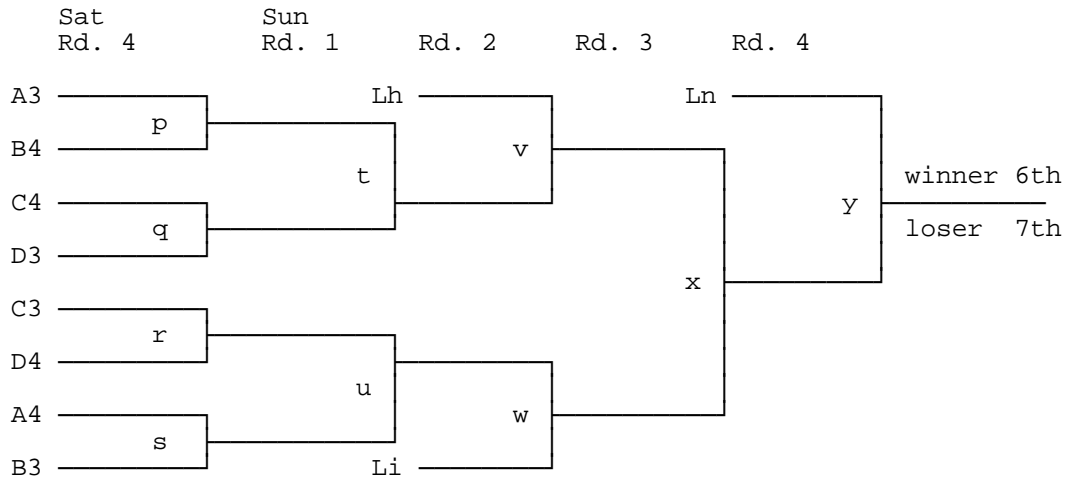 Sat Sun
Rd. 4 Rd. 1 Rd. 2 Rd. 3 Rd. 4
A3 Lh Ln
p
B4 v
t winner 6th
C4 y
q loser 7th
D3
x
C3
r
D4
u
A4 w
s
B3 Li